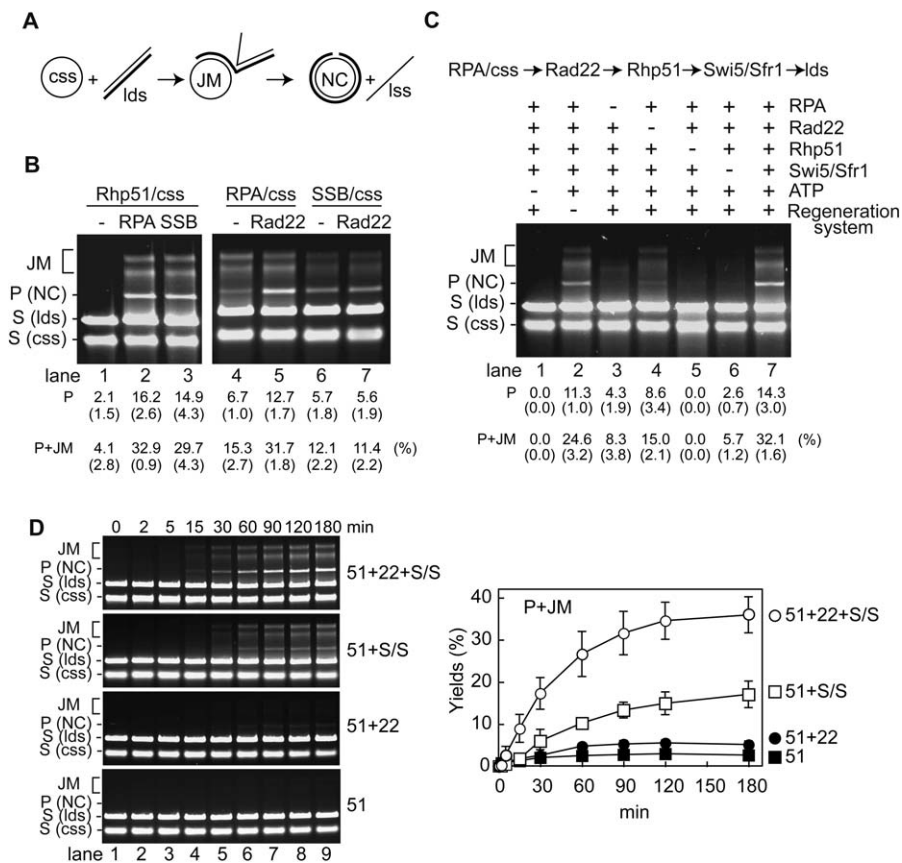 A
css + lds JM NC + lss
B
Rhp51/css RPA/css SSB/css
- RPA SSB - Rad22 - Rad22
JM
P (NC)
S (lds)
S (css)
lane 1 2 3 4 5 6 7
P 2.1 16.2 14.9 6.7 12.7 5.7 5.6
(1.5) (2.6) (4.3) (1.0) (1.7) (1.8) (1.9)
P+JM 4.1 32.9 29.7 15.3 31.7 12.1 11.4 (%)
(2.8) (0.9) (4.3) (2.7) (1.8) (2.2) (2.2)
C
RPA/css Rad22 Rhp51 Swi5/Sfr1 lds
+ + - + + + + RPA
+ + + - + + + Rad22
+ + + + - + + Rhp51
+ + + + + - + Swi5/Sfr1
- + + + + + + ATP
+ - + + + + + Regeneration
system
JM
P (NC)
S (lds)
S (css)
lane 1 2 3 4 5 6 7
P 0.0 11.3 4.3 8.6 0.0 2.6 14.3
(0.0) (1.0) (1.9) (3.4) (0.0) (0.7) (3.0)
P+JM 0.0 24.6 8.3 15.0 0.0 5.7 32.1 (%)
(0.0) (3.2) (3.8) (2.1) (0.0) (1.2) (1.6)
D
0 2 5 15 30 60 90 120 180 min
JM
P (NC)
S (lds)
S (css)
51+22+S/S
JM
P (NC)
S (lds)
S (css)
51+S/S
JM
P (NC)
S (lds)
S (css)
51+22
JM
P (NC)
S (lds)
S (css)
51
lane 1 2 3 4 5 6 7 8 9
P+JM
Yields (%)
40
30
20
10
0
0 30 60 90 120 150 180
min
51+22+S/S
51+S/S
51+22
51